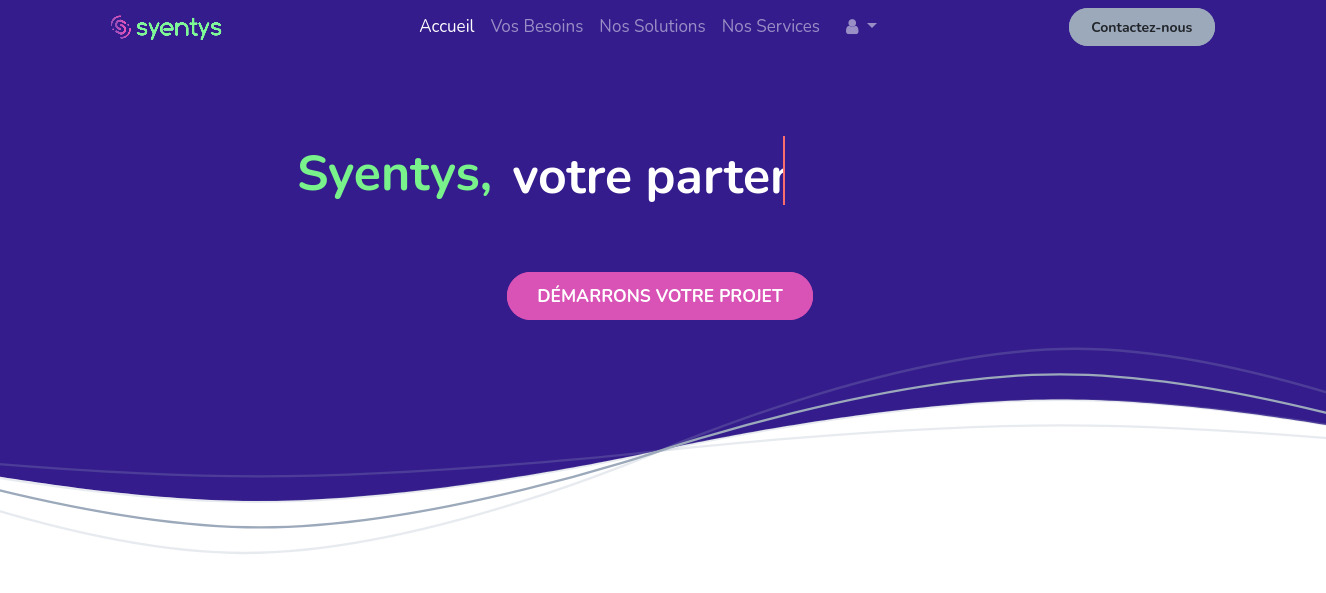 syentys
Accueil Vos Besoins Nos Solutions Nos Services
Contactez-nous
Syentys, votre parter
DÉMARRONS VOTRE PROJET